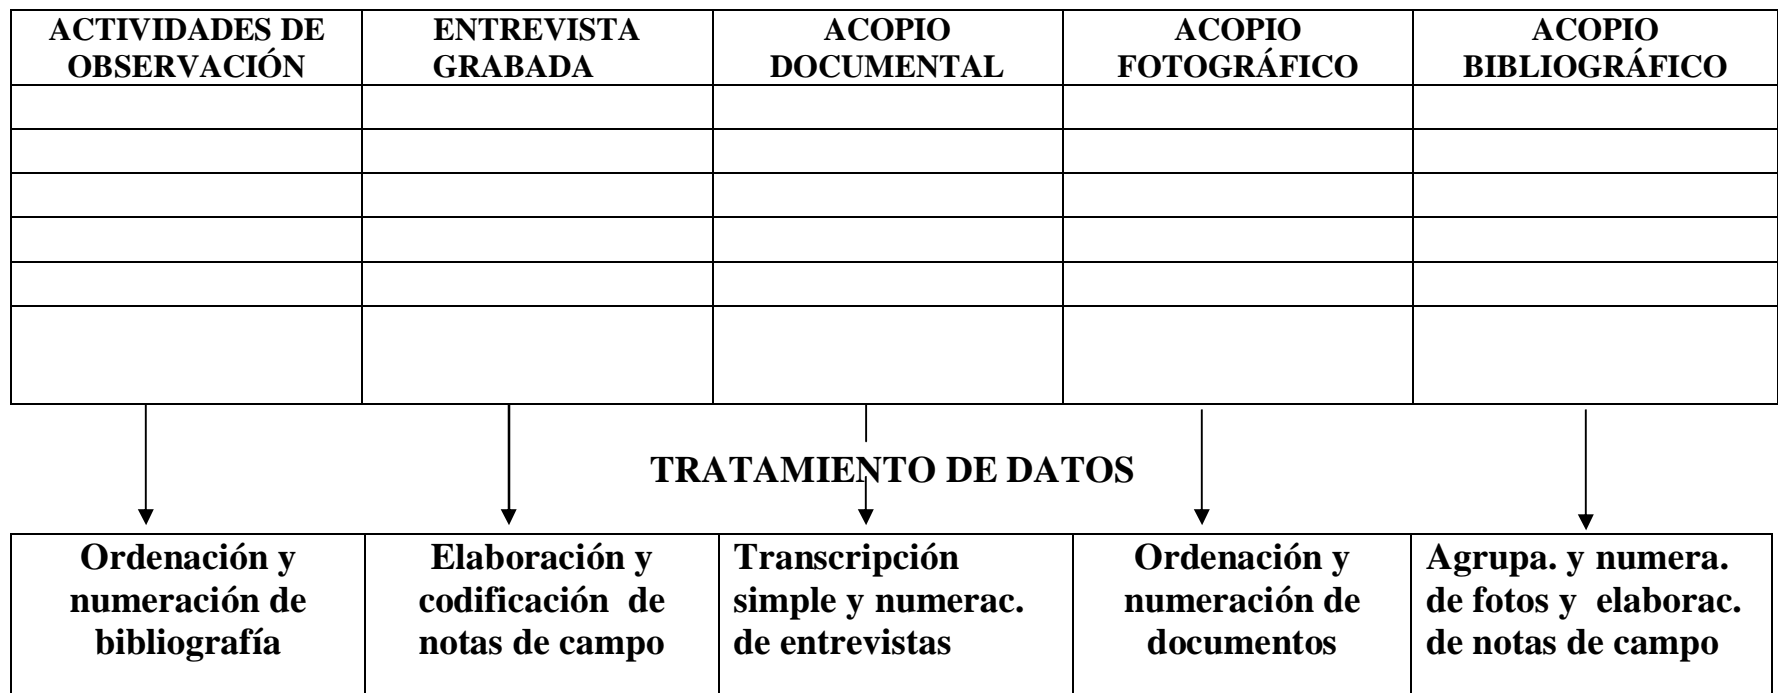 ACTIVIDADES DE
OBSERVACIÓN
ENTREVISTA
GRABADA
ACOPIO
DOCUMENTAL
ACOPIO
FOTOGRÁFICO
ACOPIO
BIBLIOGRÁFICO
TRATAMIENTO DE DATOS
Ordenación y
numeración de
bibliografía
Elaboración y
codificación de
notas de campo
Transcripción
simple y numerac.
de entrevistas
Ordenación y
numeración de
documentos
Agrupa. y numera.
de fotos y elaborac.
de notas de campo